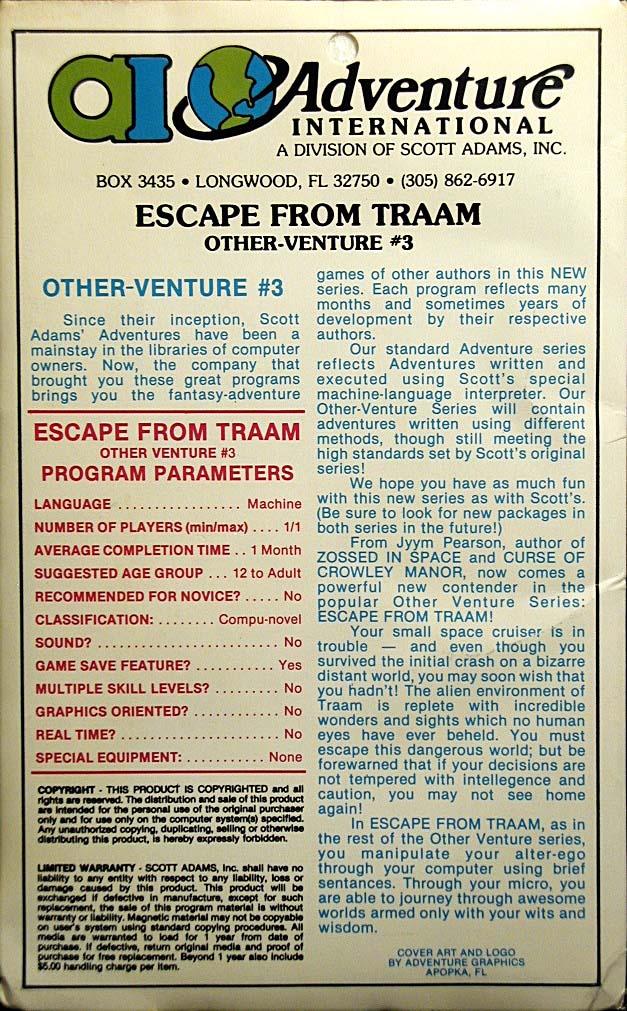 aI Adventure
INTERNATIONAL
A DIVISION OF SCOTT ADAMS, INC.
BOX 3435 • LONGWOOD, FL 32750 • (305) 862-6917
ESCAPE FROM TRAAM
OTHER-VENTURE #3
OTHER-VENTURE #3
Since their inception, Scott
Adams' Adventures have been a
mainstay in the libraries of computer
owners. Now, the company that
brought you these great programs
brings you the fantasy-adventure
games of other authors in this NEW
series. Each program reflects many
months and sometimes years of
development by their respective
authors.
Our standard Adventure series
reflects Adventures written and
executed using Scott's special
machine-language interpreter. Our
Other-Venture Series will contain
adventures written using different
methods, though still meeting the
high standards set by Scott's original
series!
We hope you have as much fun
with this new series as with Scott's.
(Be sure to look for new packages in
both series in the future!)
From Jyym Pearson, author of
ZOSSED IN SPACE and CURSE OF
CROWLEY MANOR, now comes a
powerful new contender in the
popular Other Venture Series:
ESCAPE FROM TRAAM!
Your small space cruiser is in
trouble — and even though you
survived the initial crash on a bizarre
distant world, you may soon wish that
you hadn't! The alien environment of
Traam is replete with incredible
wonders and sights which no human
eyes have ever beheld. You must
escape this dangerous world; but be
forewarned that if your decisions are
not tempered with intellegence and
caution, you may not see home
again!
In ESCAPE FROM TRAAM, as in
the rest of the Other Venture series,
you manipulate your alter-ego
through your computer using brief
sentances. Through your micro, you
are able to journey through awesome
worlds armed only with your wits and
wisdom.
COVER ART AND LOGO
BY ADVENTURE GRAPHICS
APOPKA, FL
ESCAPE FROM TRAAM
OTHER VENTURE #3
PROGRAM PARAMETERS
LANGUAGE ................. Machine
NUMBER OF PLAYERS (min/max) .... 1/1
AVERAGE COMPLETION TIME .. 1 Month
SUGGESTED AGE GROUP ... 12 to Adult
RECOMMENDED FOR NOVICE? ..... No
CLASSIFICATION: ........ Compu-novel
SOUND? ......................... No
GAME SAVE FEATURE? ........... Yes
MULTIPLE SKILL LEVELS? ......... No
GRAPHICS ORIENTED? ............ No
REAL TIME? ...................... No
SPECIAL EQUIPMENT: ........... None
COPYRIGHT - THIS PRODUCT IS COPYRIGHTED and all
rights are reserved. The distribution and sale of this product
are intended for the personal use of the original purchaser
only and for use only on the computer system(s) specified.
Any unauthorized copying, duplicating, selling or otherwise
distributing this product, is hereby expressly forbidden.
LIMITED WARRANTY - SCOTT ADAMS, Inc. shall have no
liability to any entity with respect to any liability, loss or
damage caused by this product. This product will be
exchanged if defective in manufacture, except for such
replacement, the sale of this program material is without
warranty or liability. Magnetic material may not be copyable
on user's system using standard copying procedures. All
media are warranted to load for 1 year from date of
purchase. If defective, return original media and proof of
purchase for free replacement. Beyond 1 year also include
$5.00 handling charge per item.